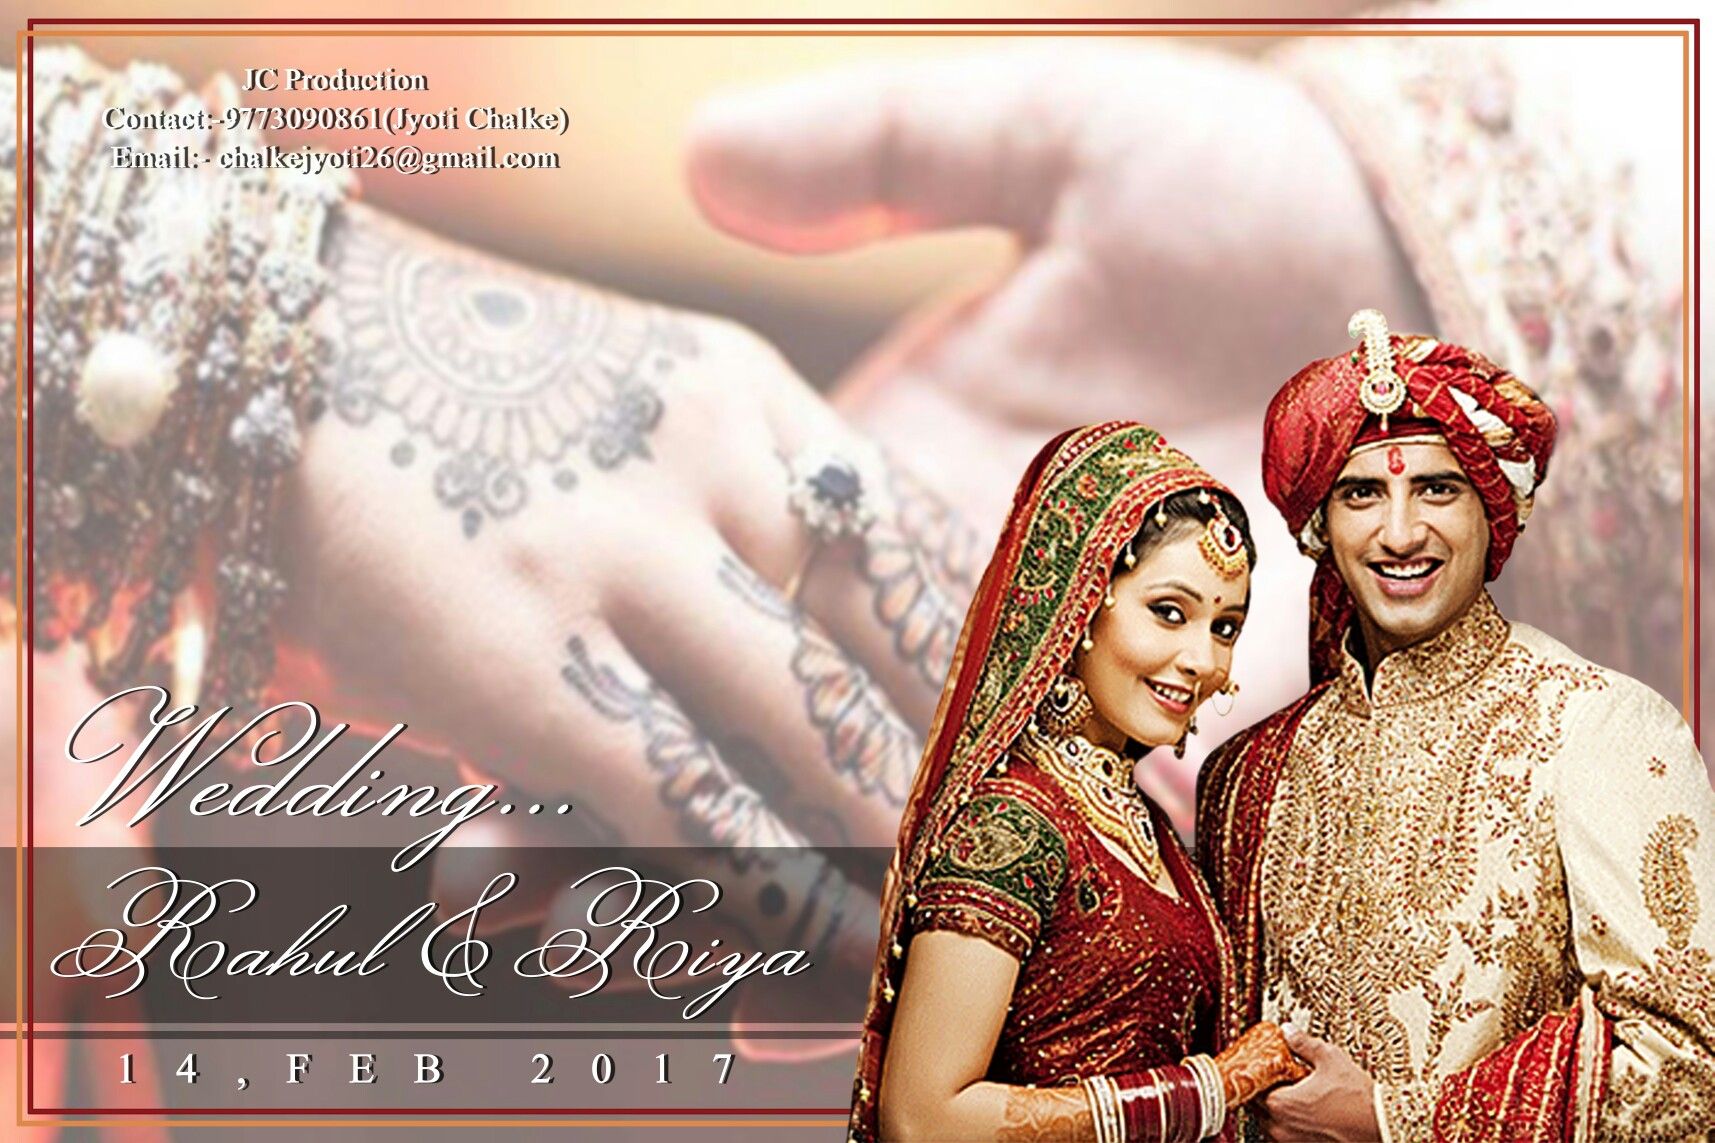 JC Production
Contact:-9773090861(Jyoti Chalke)
Email:- chalkejyoti26@gmail.com
Wedding...
Rahul & Riya
14, FEB 2017